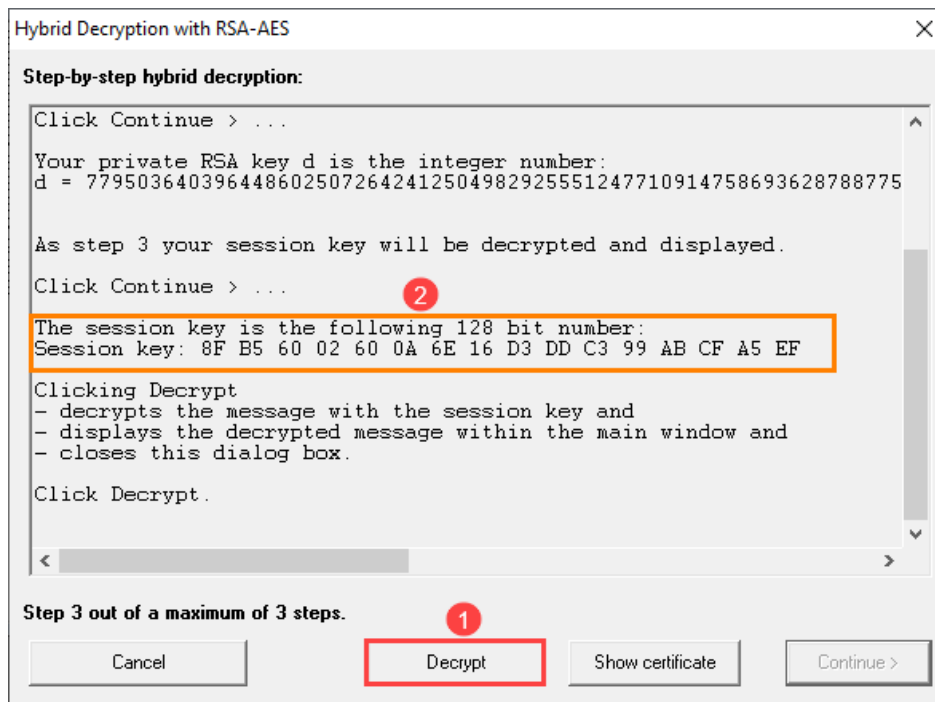 Hybrid Decryption with RSA-AES
Step-by-step hybrid decryption:
Click Continue > ...
Your private RSA key d is the integer number:
d = 7795036403964486025072642412504982925551247710914758693628788775
As step 3 your session key will be decrypted and displayed.
Click Continue > ...
2
The session key is the following 128 bit number:
Session key: 8F B5 60 02 60 0A 6E 16 D3 DD C3 99 AB CF A5 EF
Clicking Decrypt
- decrypts the message with the session key and
- displays the decrypted message within the main window and
- closes this dialog box.
Click Decrypt.
Step 3 out of a maximum of 3 steps.
1
Cancel Decrypt Show certificate Continue >